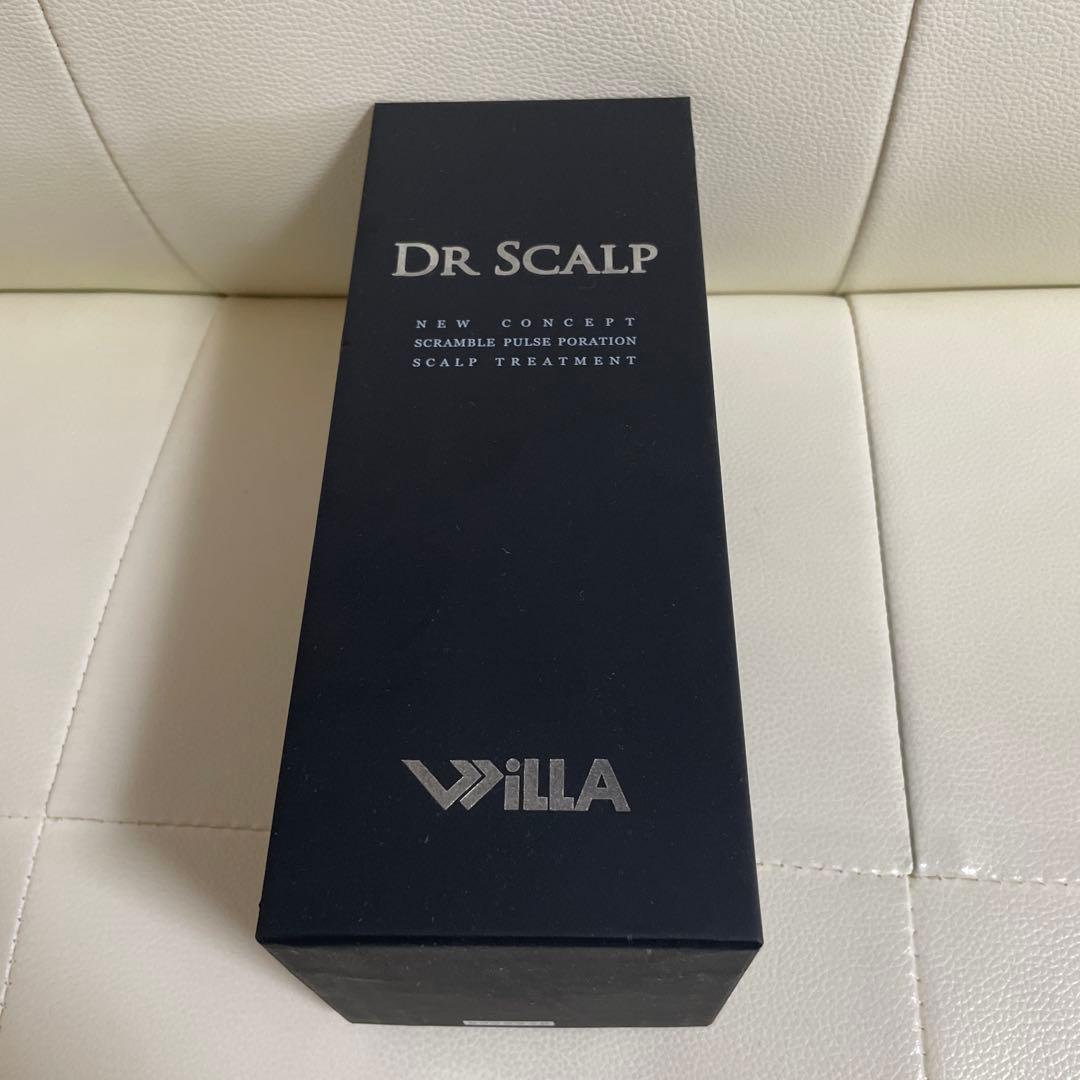 DR SCALP
NEW CONCEPT
SCRAMBLE PULSE PORATION
SCALP TREATMENT
WiLLA